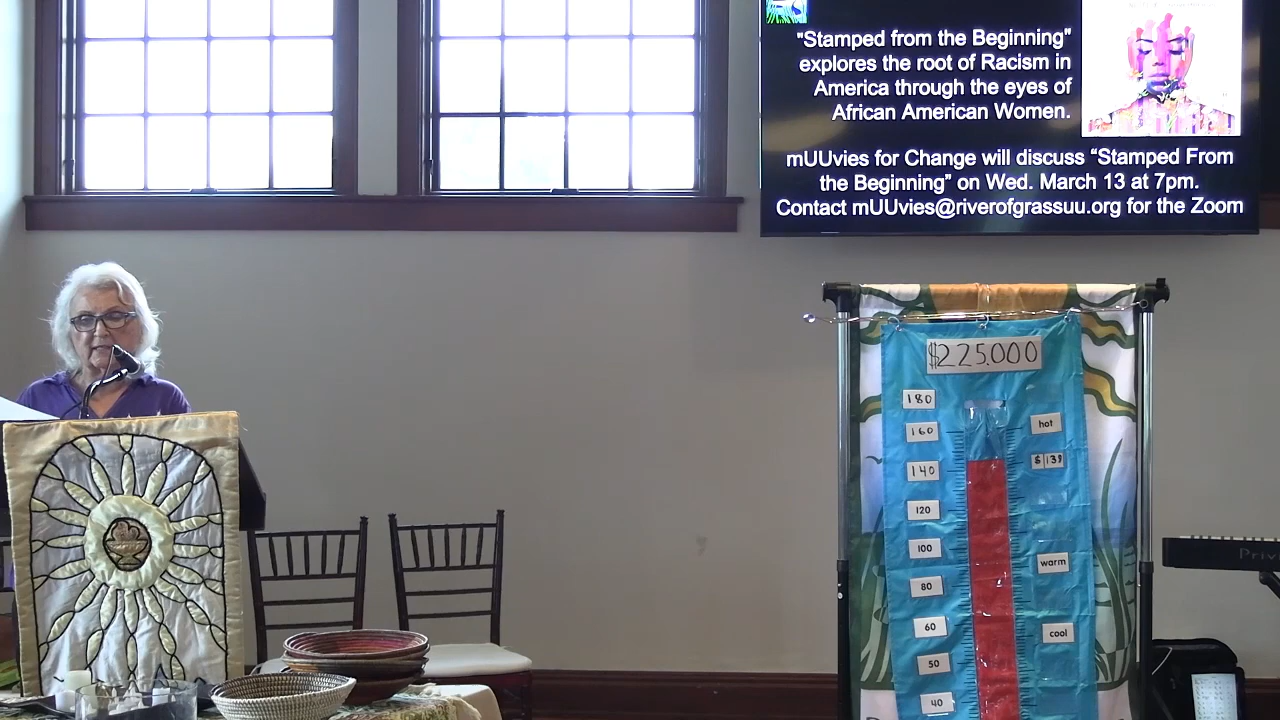 "Stamped from the Beginning"
explores the root of Racism in
America through the eyes of
African American Women.
mUUvies for Change will discuss “Stamped From
the Beginning” on Wed. March 13 at 7pm.
Contact mUUvies@riverofgrassuu.org for the Zoom
$225.000
180
160
hot
140
$ 138
120
100
warm
80
60
cool
50
40